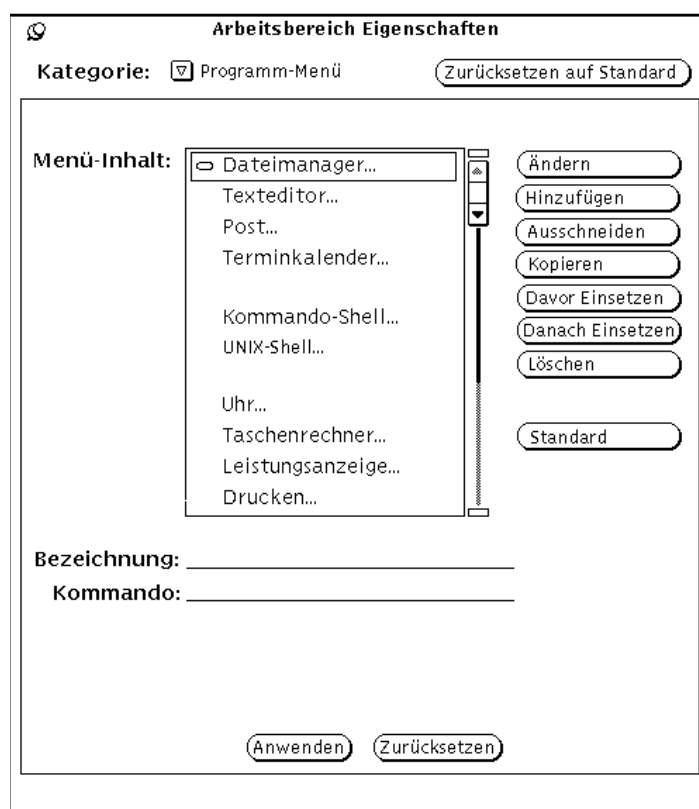 Arbeitsbereich Eigenschaften
Kategorie: Programm-Menü Zurücksetzen auf Standard
Menü-Inhalt:
Dateimanager...
Texteditor...
Post...
Terminkalender...
Kommando-Shell...
UNIX-Shell...
Uhr...
Taschenrechner...
Leistungsanzeige...
Drucken...
Ändern
Hinzufügen
Ausschneiden
Kopieren
Davor Einsetzen
Danach Einsetzen
Löschen
Standard
Bezeichnung:
Kommando:
Anwenden Zurücksetzen